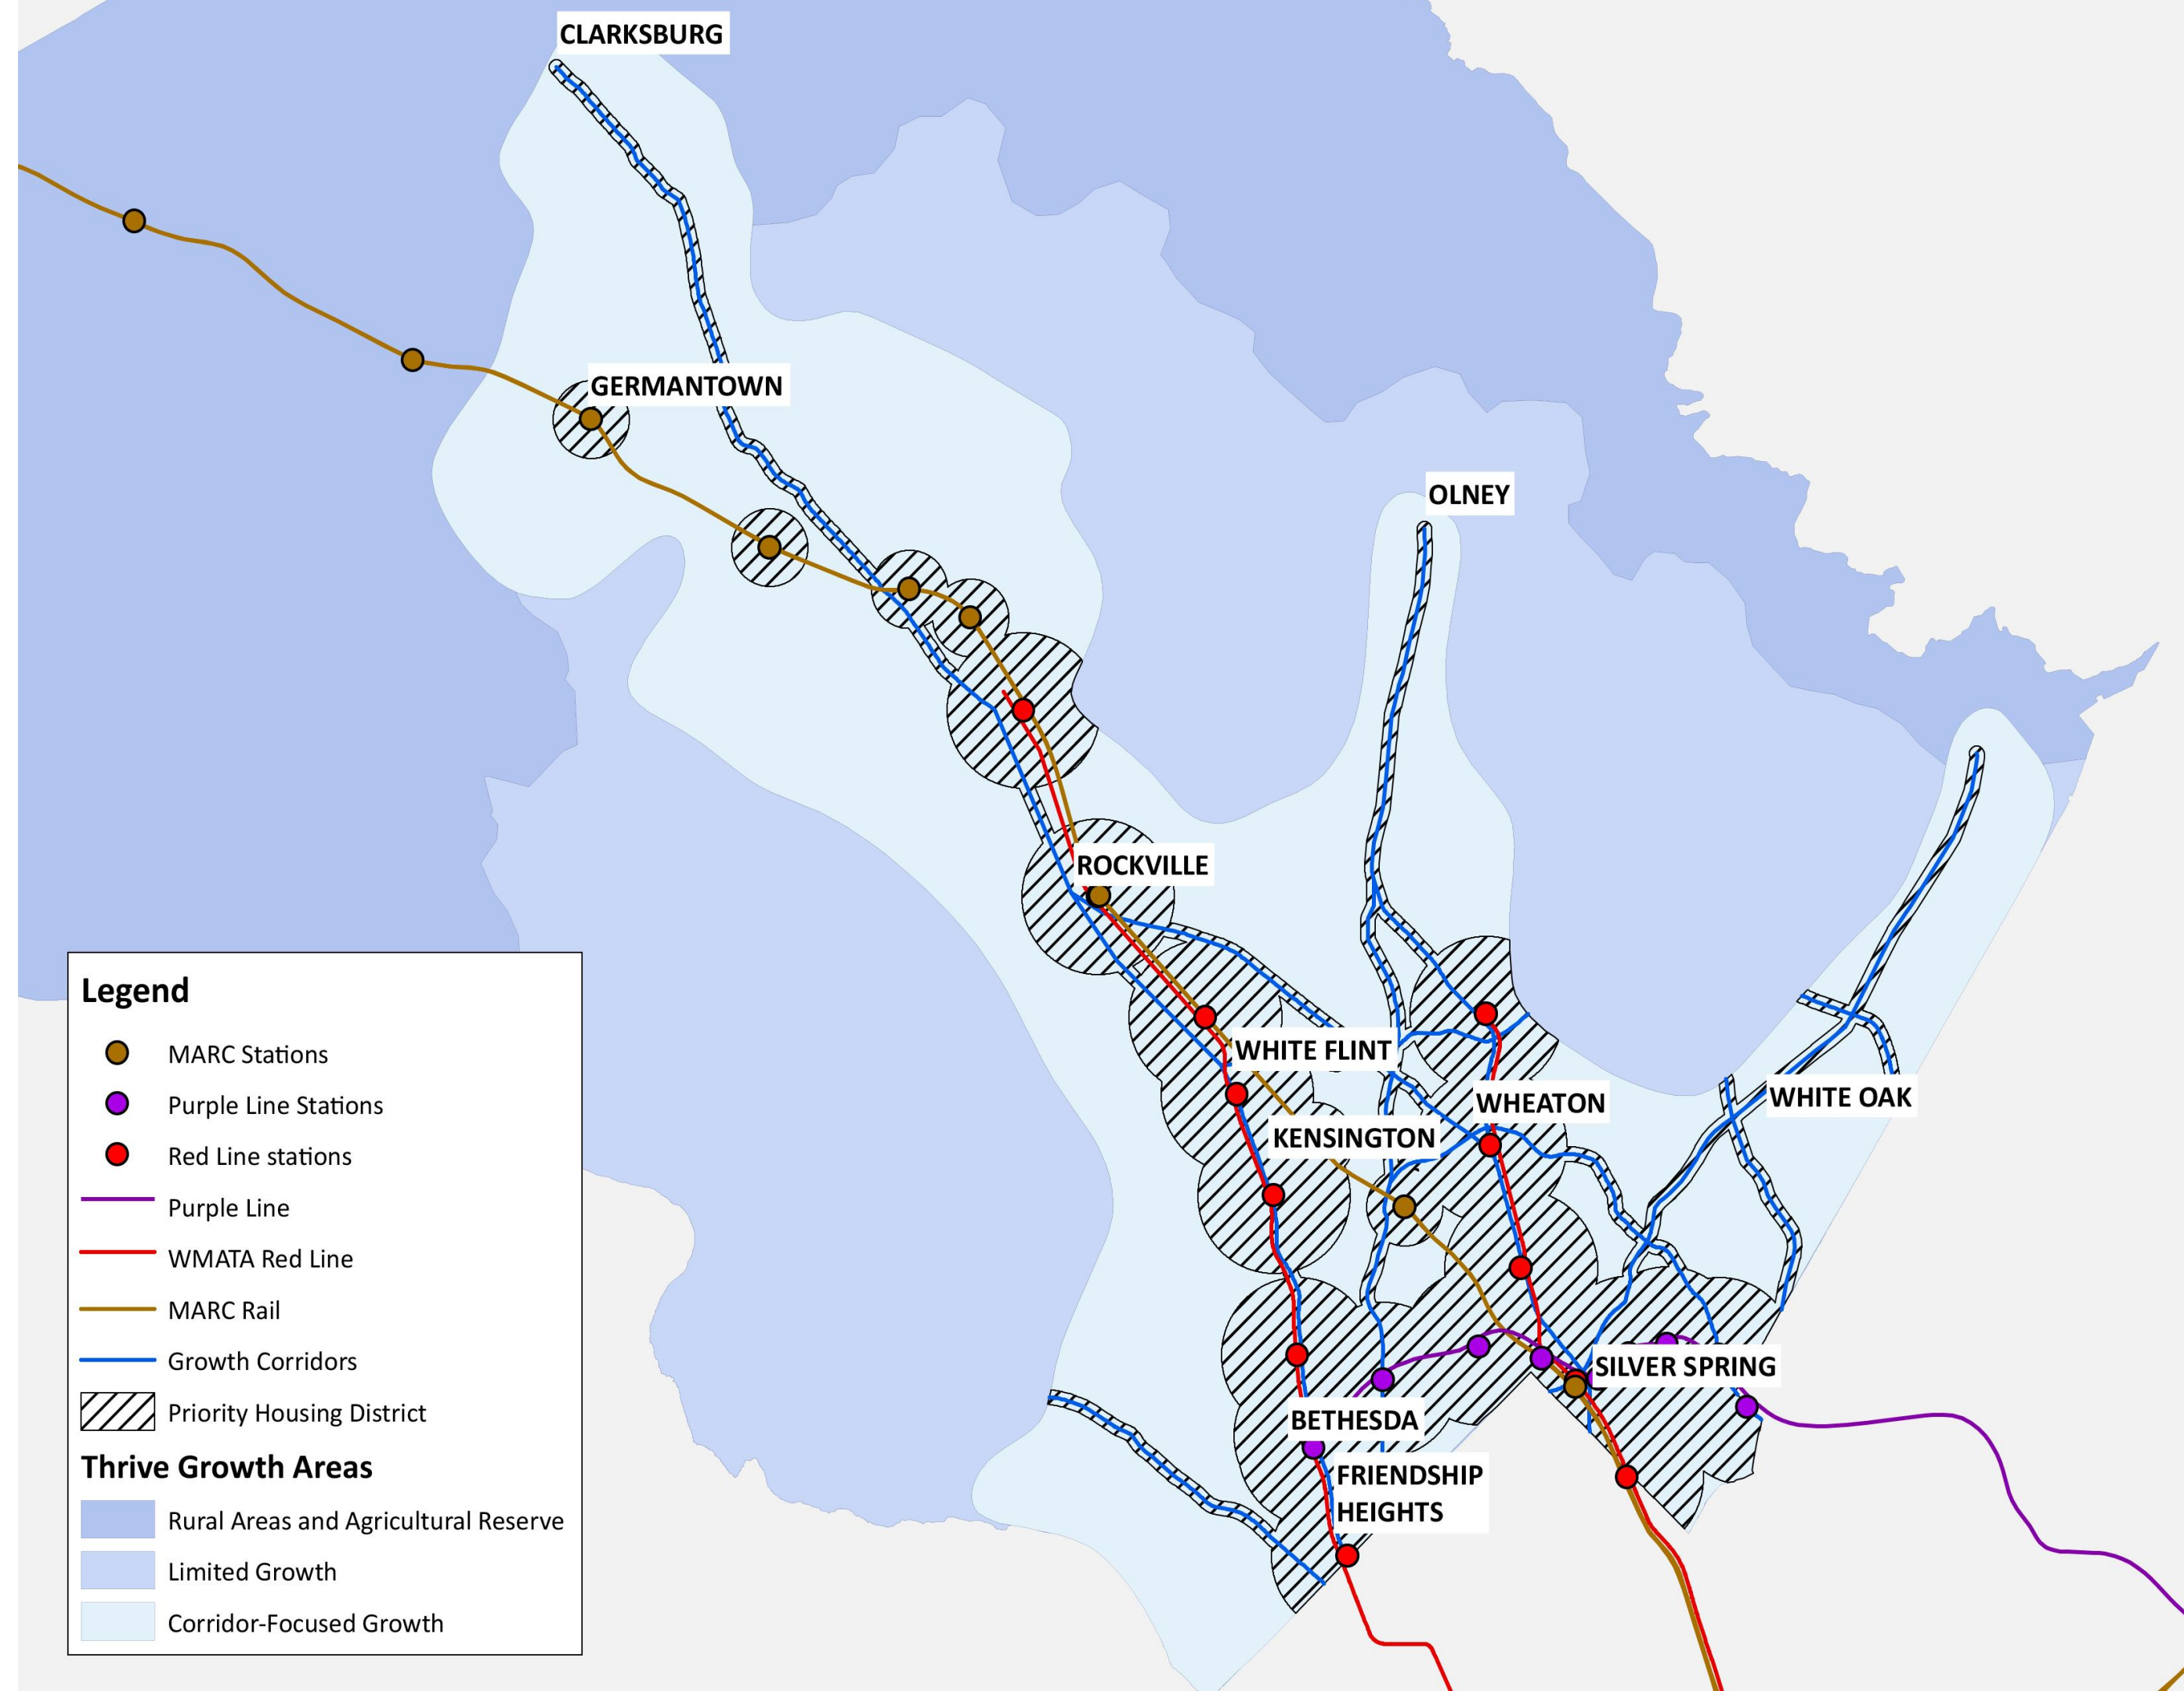 CLARKSBURG
GERMANTOWN
OLNEY
ROCKVILLE
WHITE FLINT
WHEATON
WHITE OAK
KENSINGTON
SILVER SPRING
BETHESDA
FRIENDSHIP
HEIGHTS
Legend
MARC Stations
Purple Line Stations
Red Line stations
Purple Line
WMATA Red Line
MARC Rail
Growth Corridors
Priority Housing District
Thrive Growth Areas
Rural Areas and Agricultural Reserve
Limited Growth
Corridor-Focused Growth